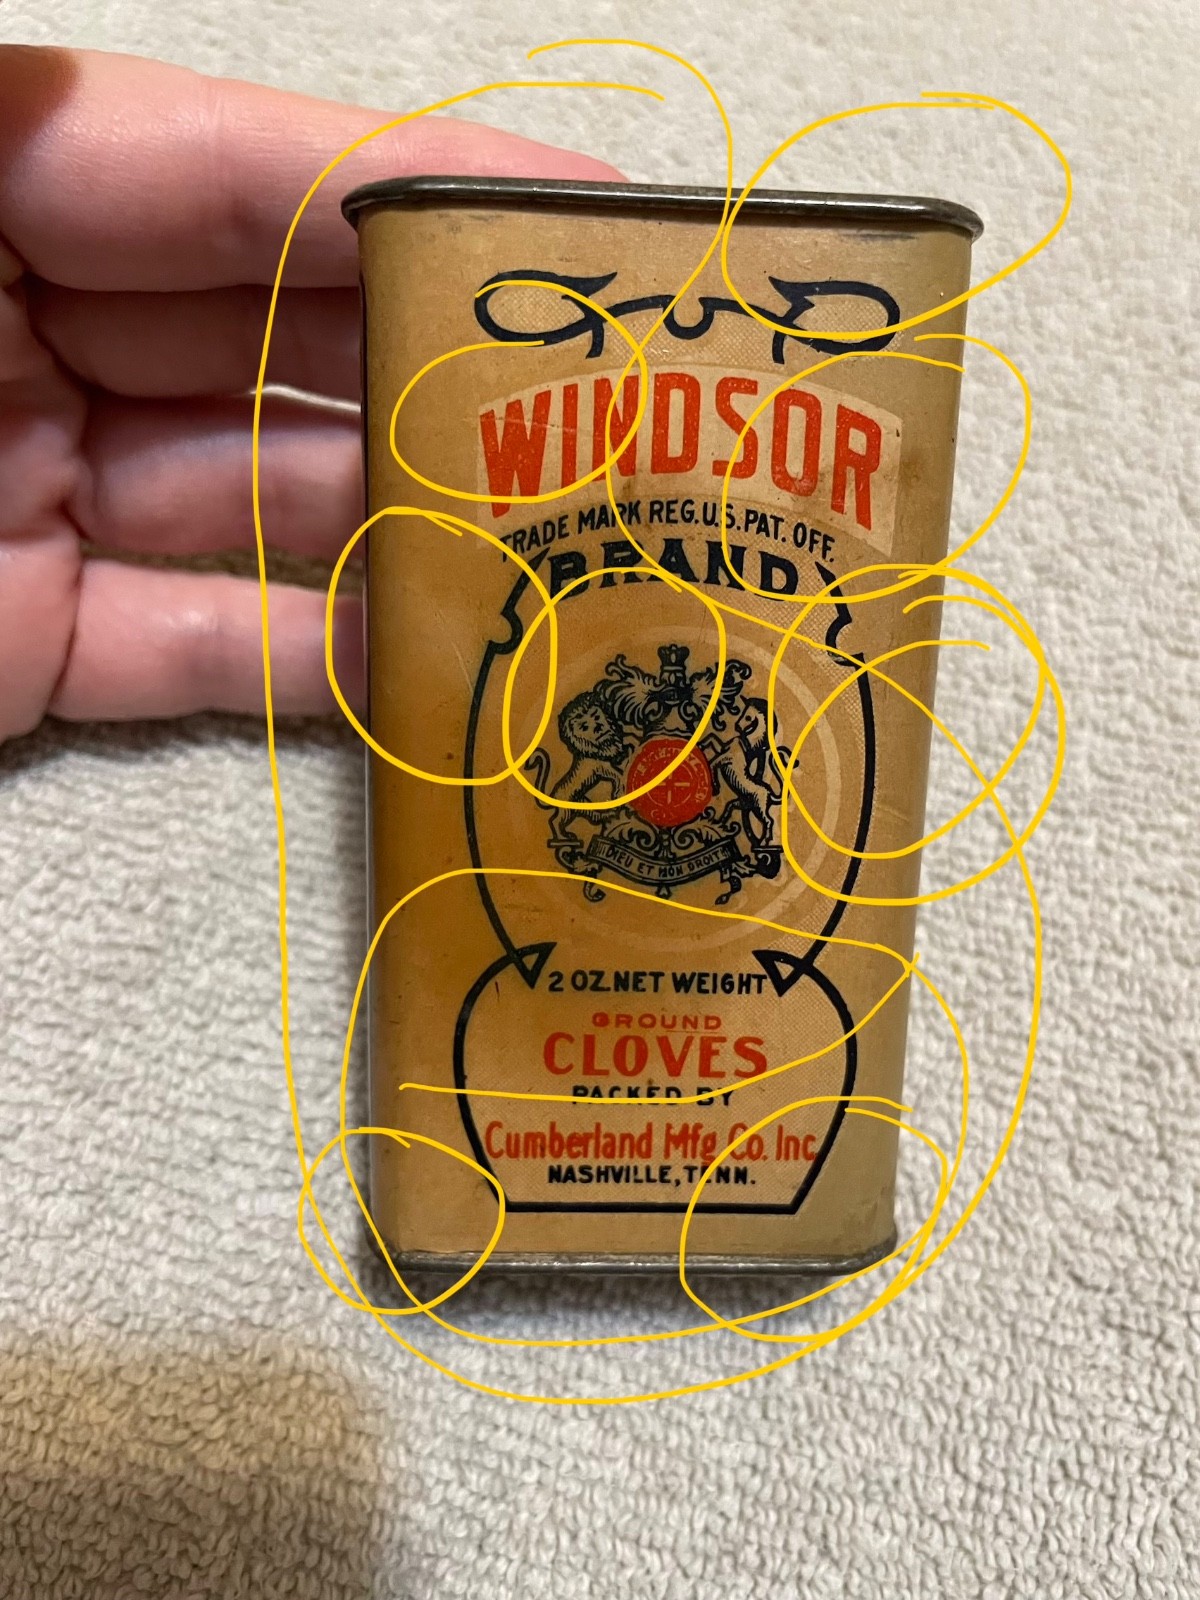 WINDSOR
TRADE MARK REG. U.S. PAT. OFF.
BRAND
DIEU ET MON DROIT
2 OZ. NET WEIGHT
GROUND
CLOVES
PACKED BY
Cumberland Mfg Co. Inc.
NASHVILLE, TENN.